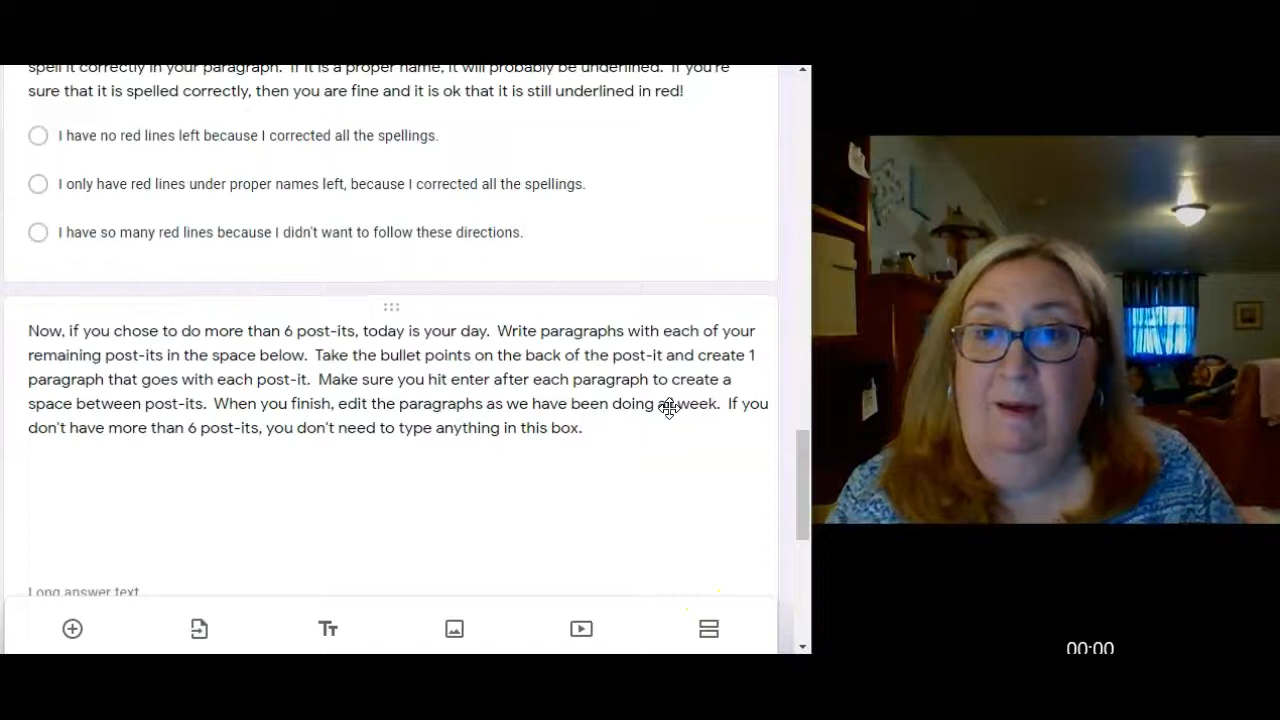 spell it correctly in your paragraph. If it is a proper name, it will probably be underlined. If you're
sure that it is spelled correctly, then you are fine and it is ok that it is still underlined in red!
I have no red lines left because I corrected all the spellings.
I only have red lines under proper names left, because I corrected all the spellings.
I have so many red lines because I didn't want to follow these directions.
Now, if you chose to do more than 6 post-its, today is your day. Write paragraphs with each of your
remaining post-its in the space below. Take the bullet points on the back of the post-it and create 1
paragraph that goes with each post-it. Make sure you hit enter after each paragraph to create a
space between post-its. When you finish, edit the paragraphs as we have been doing week. If you
don't have more than 6 post-its, you don't need to type anything in this box.
Long answer text
Tт
00:00